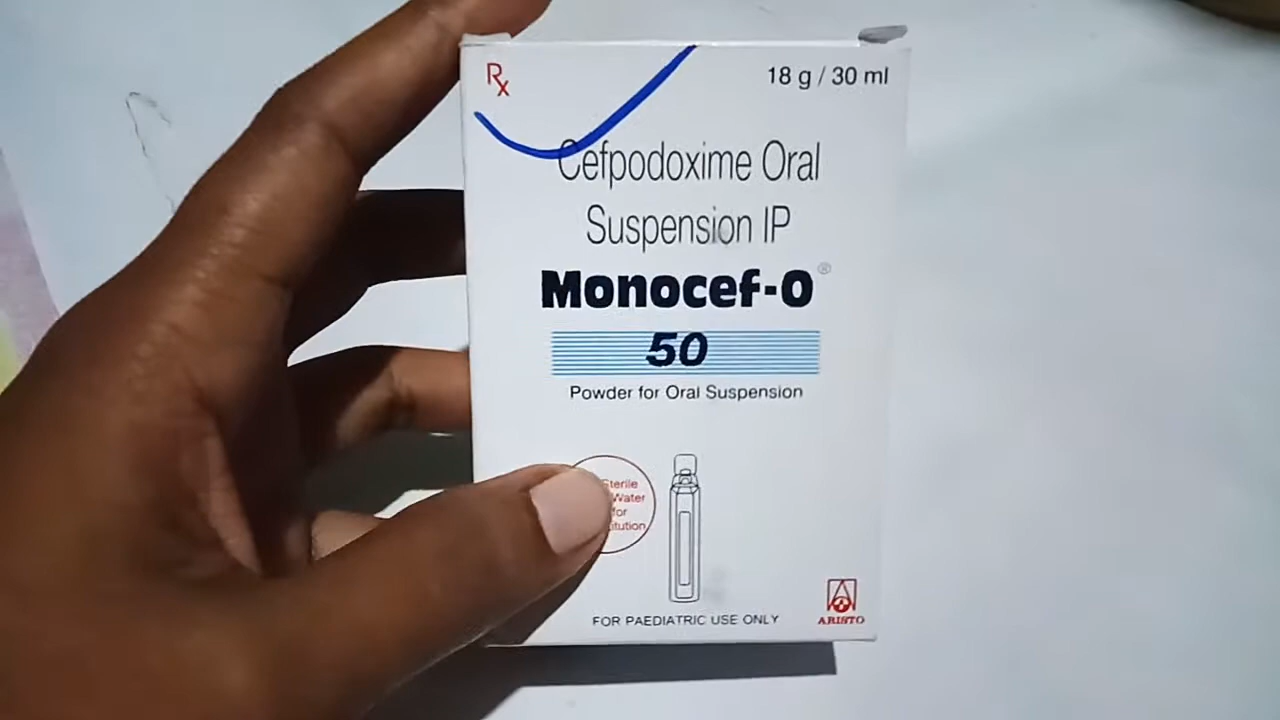 Rx
18 g / 30 ml
Cefpodoxime Oral
Suspension IP
Monocef-O®
50
Powder for Oral Suspension
Sterile
Water
for
FOR PAEDIATRIC USE ONLY
ARISTO